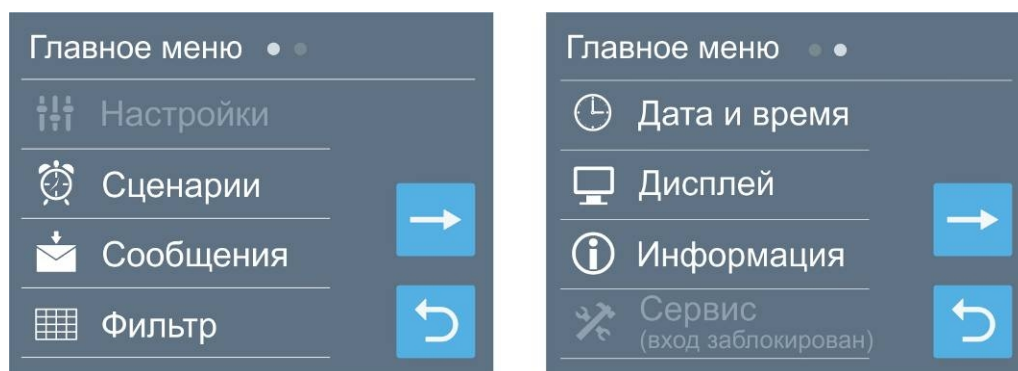 Главное меню
Настройки
Сценарии
Сообщения
Фильтр
Главное меню
Дата и время
Дисплей
Информация
Сервис
(вход заблокирован)